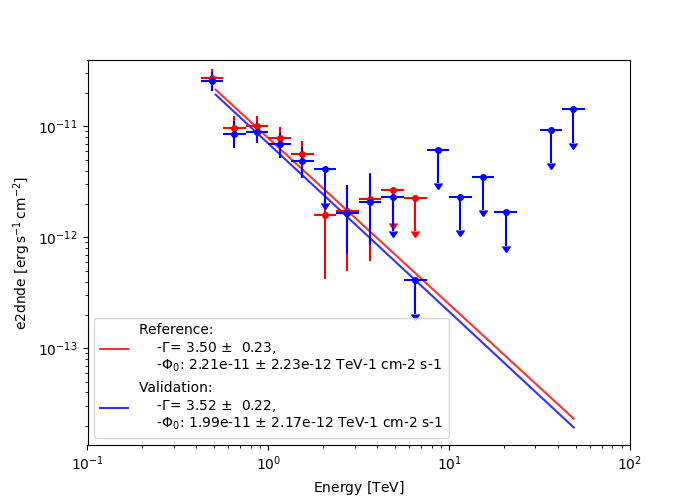 e2dnde [erg s⁻¹ cm⁻²]
10⁻¹¹
10⁻¹²
10⁻¹³
Reference:
-Γ= 3.50 ± 0.23,
-Φ₀: 2.21e-11 ± 2.23e-12 TeV-1 cm-2 s-1
Validation:
-Γ= 3.52 ± 0.22,
-Φ₀: 1.99e-11 ± 2.17e-12 TeV-1 cm-2 s-1
10⁻¹ 10⁰ 10¹ 10²
Energy [TeV]